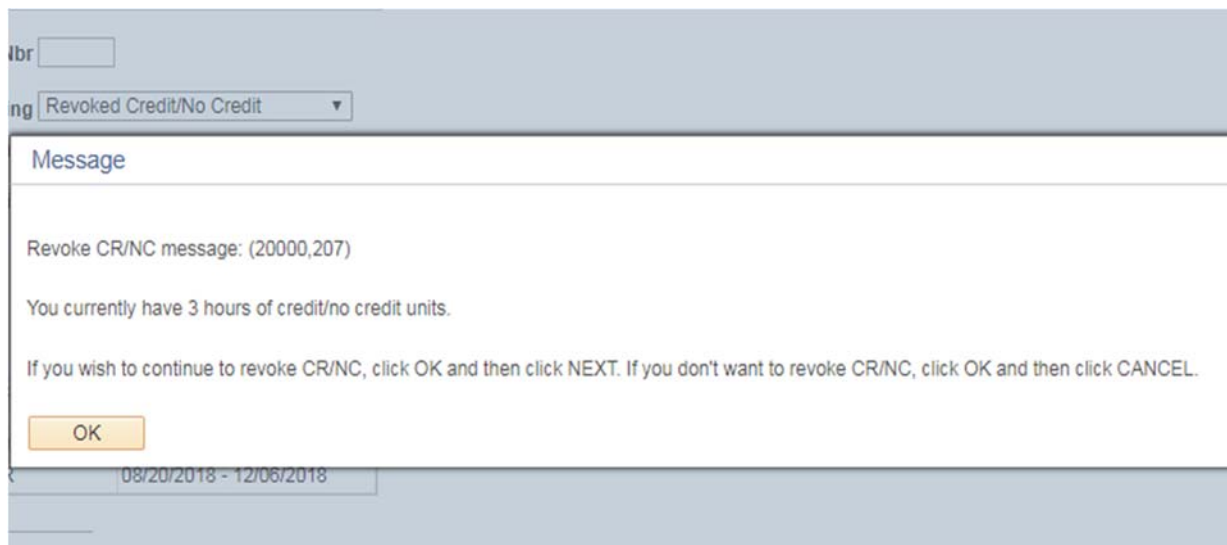 Nbr
Revoked Credit/No Credit
Message
Revoke CR/NC message: (20000,207)
You currently have 3 hours of credit/no credit units.
If you wish to continue to revoke CR/NC, click OK and then click NEXT. If you don't want to revoke CR/NC, click OK and then click CANCEL.
OK
08/20/2018 - 12/06/2018